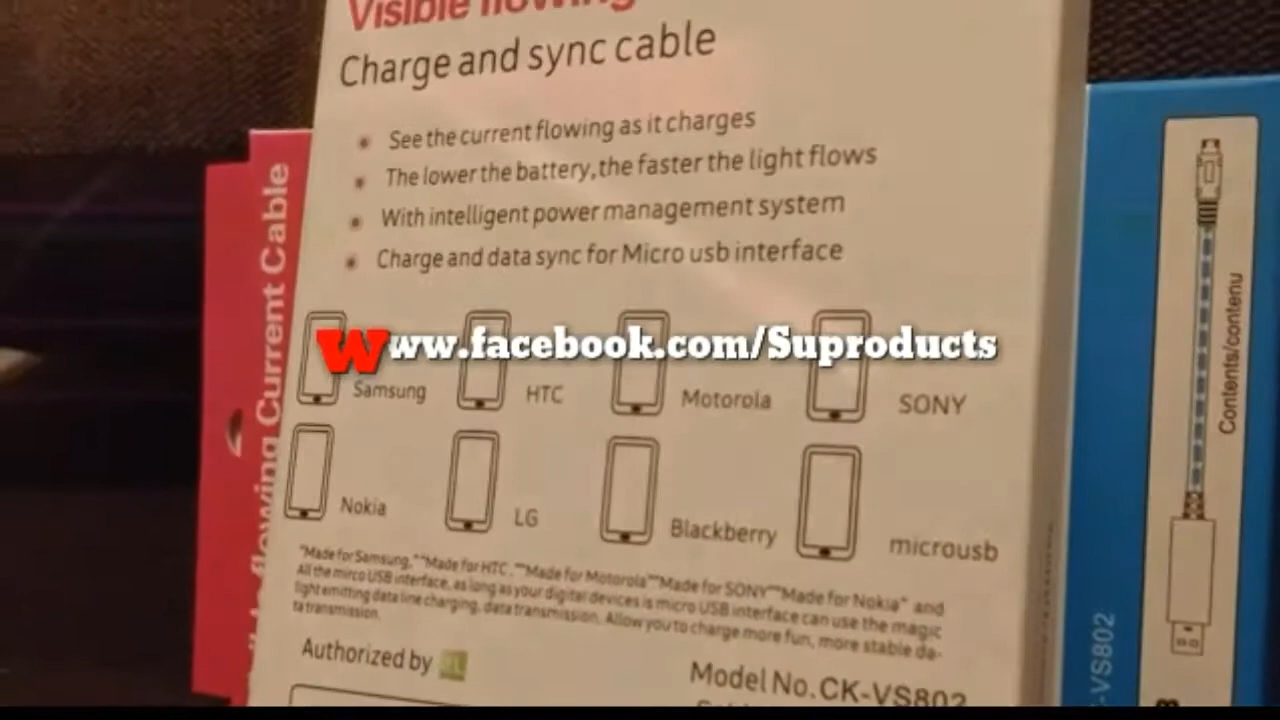 Visible flowing
Charge and sync cable
See the current flowing as it charges
The lower the battery,the faster the light flows
With intelligent power management system
Charge and data sync for Micro usb interface
Www.facebook.com/Suproducts
Samsung
HTC
Motorola
SONY
Nokia
LG
Blackberry
microusb
"Made for Samsung,""Made for HTC,""Made for Motorola""Made for SONY""Made for Nokia" and
All the mirco USB interface, as long as your digital devices is micro USB interface can use the magic
light emitting data line charging, data transmission. Allow you to charge more fun, more stable da-
ta transmission.
Authorized by
Model No. CK-VS802
flowing Current Cable
Contents/contenu
-VS802